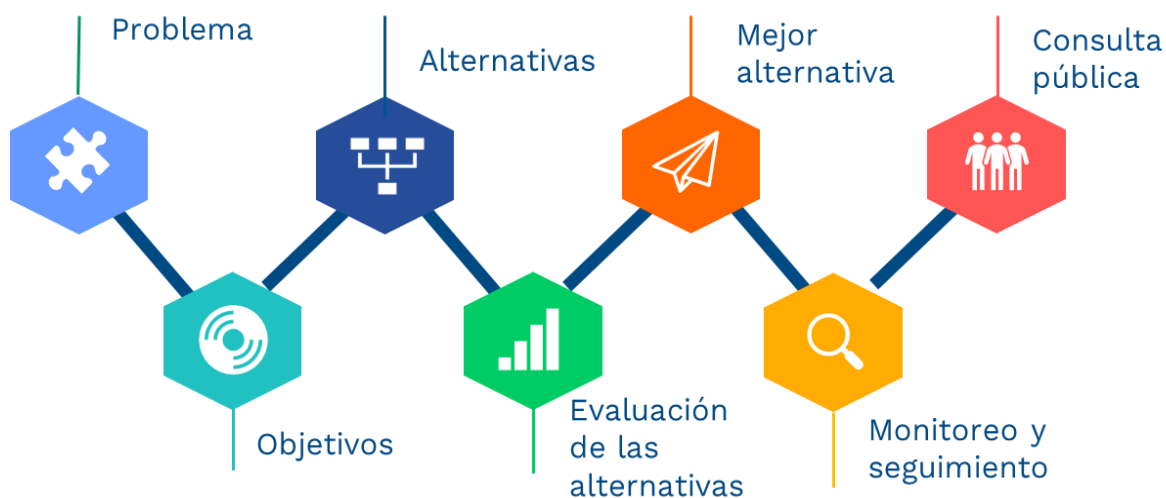 Problema
Objetivos
Alternativas
Evaluación
de las
alternativas
Mejor
alternativa
Monitoreo y
seguimiento
Consulta
pública